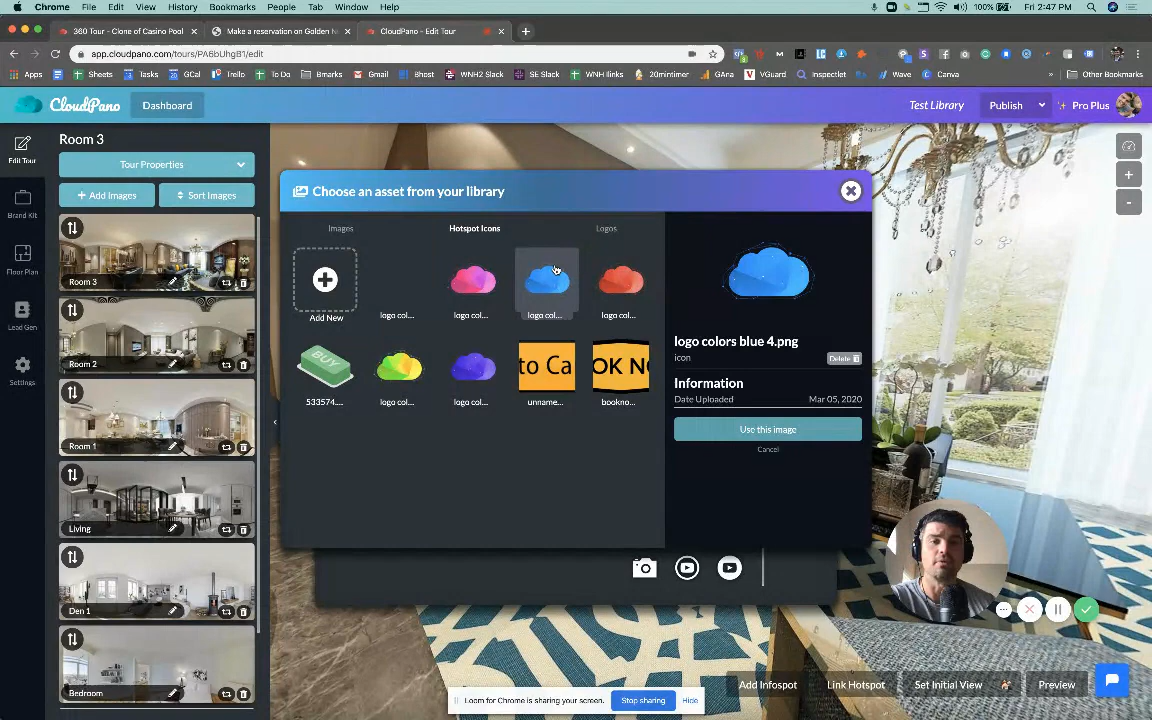 Chrome File Edit View History Bookmarks People Tab Window Help
100% Fri 2:47 PM
360 Tour - Clone of Casino Pool
Make a reservation on Golden N
CloudPano - Edit Tour
app.cloudpano.com/tours/PA6bUhgB1/edit
Apps Sheets Tasks GCal Trello To Do Bmarks Gmail Bhost WNH2 Slack SE Slack WNH llinks 20mintimer GAna VGuard Inspectlet Wave Canva » Other Bookmarks
CloudPano Dashboard Test Library Publish Pro Plus
Edit Tour
Brand Kit
Floor Plan
Lead Gen
Settings
Room 3
Tour Properties
+ Add Images
Sort Images
Room 3
Room 2
Room 1
Living
Den 1
Bedroom
Choose an asset from your library
Images Hotspot Icons Logos
Add New logo col... logo col... logo col... logo col...
BUY to Ca OK N
533574.... logo col... logo col... unname... bookno...
logo colors blue 4.png
icon Delete
Information
Date Uploaded Mar 05, 2020
Use this image
Cancel
+
-
Add Infospot Link Hotspot Set Initial View Preview
Loom for Chrome is sharing your screen. Stop sharing Hide